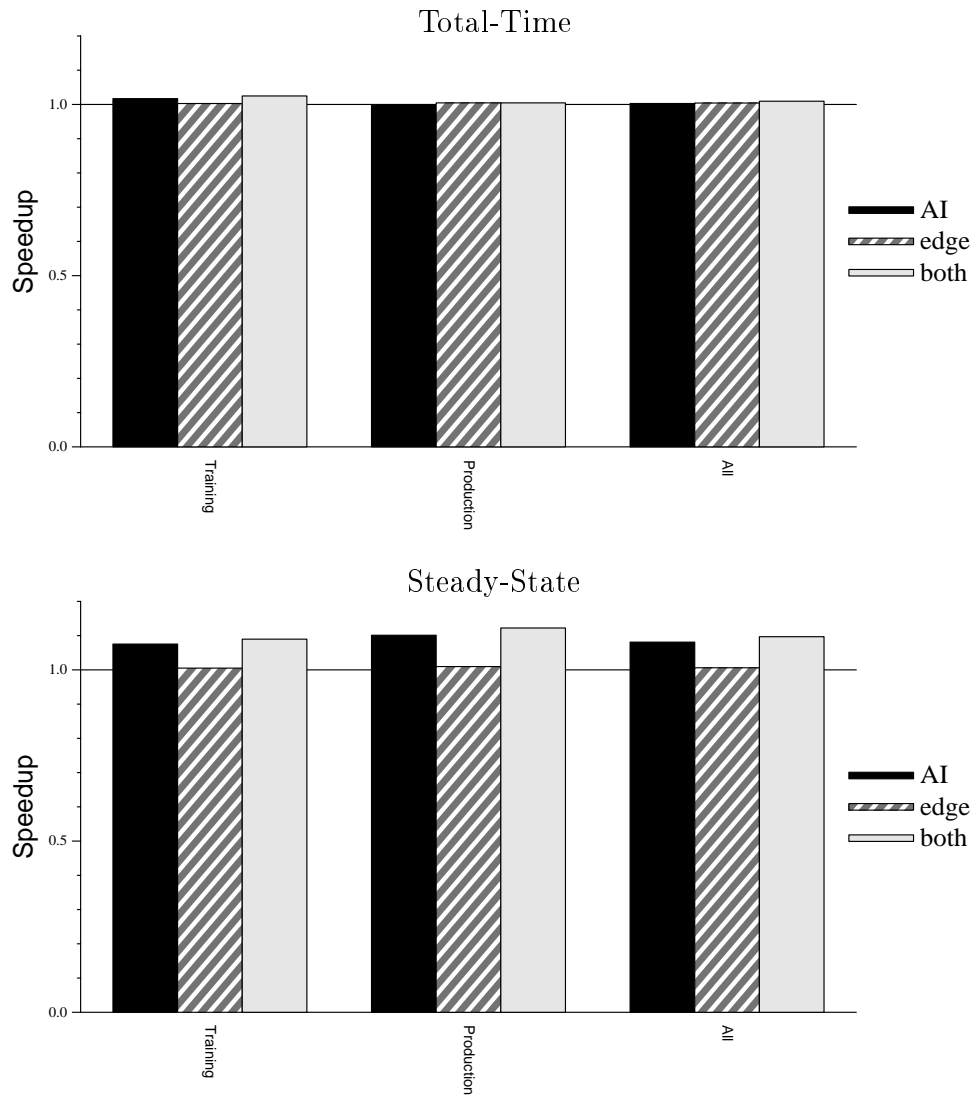 Total-Time
1.0
0.5
0.0
Speedup
Training
Production
All
AI
edge
both
Steady-State
1.0
0.5
0.0
Speedup
Training
Production
All
AI
edge
both